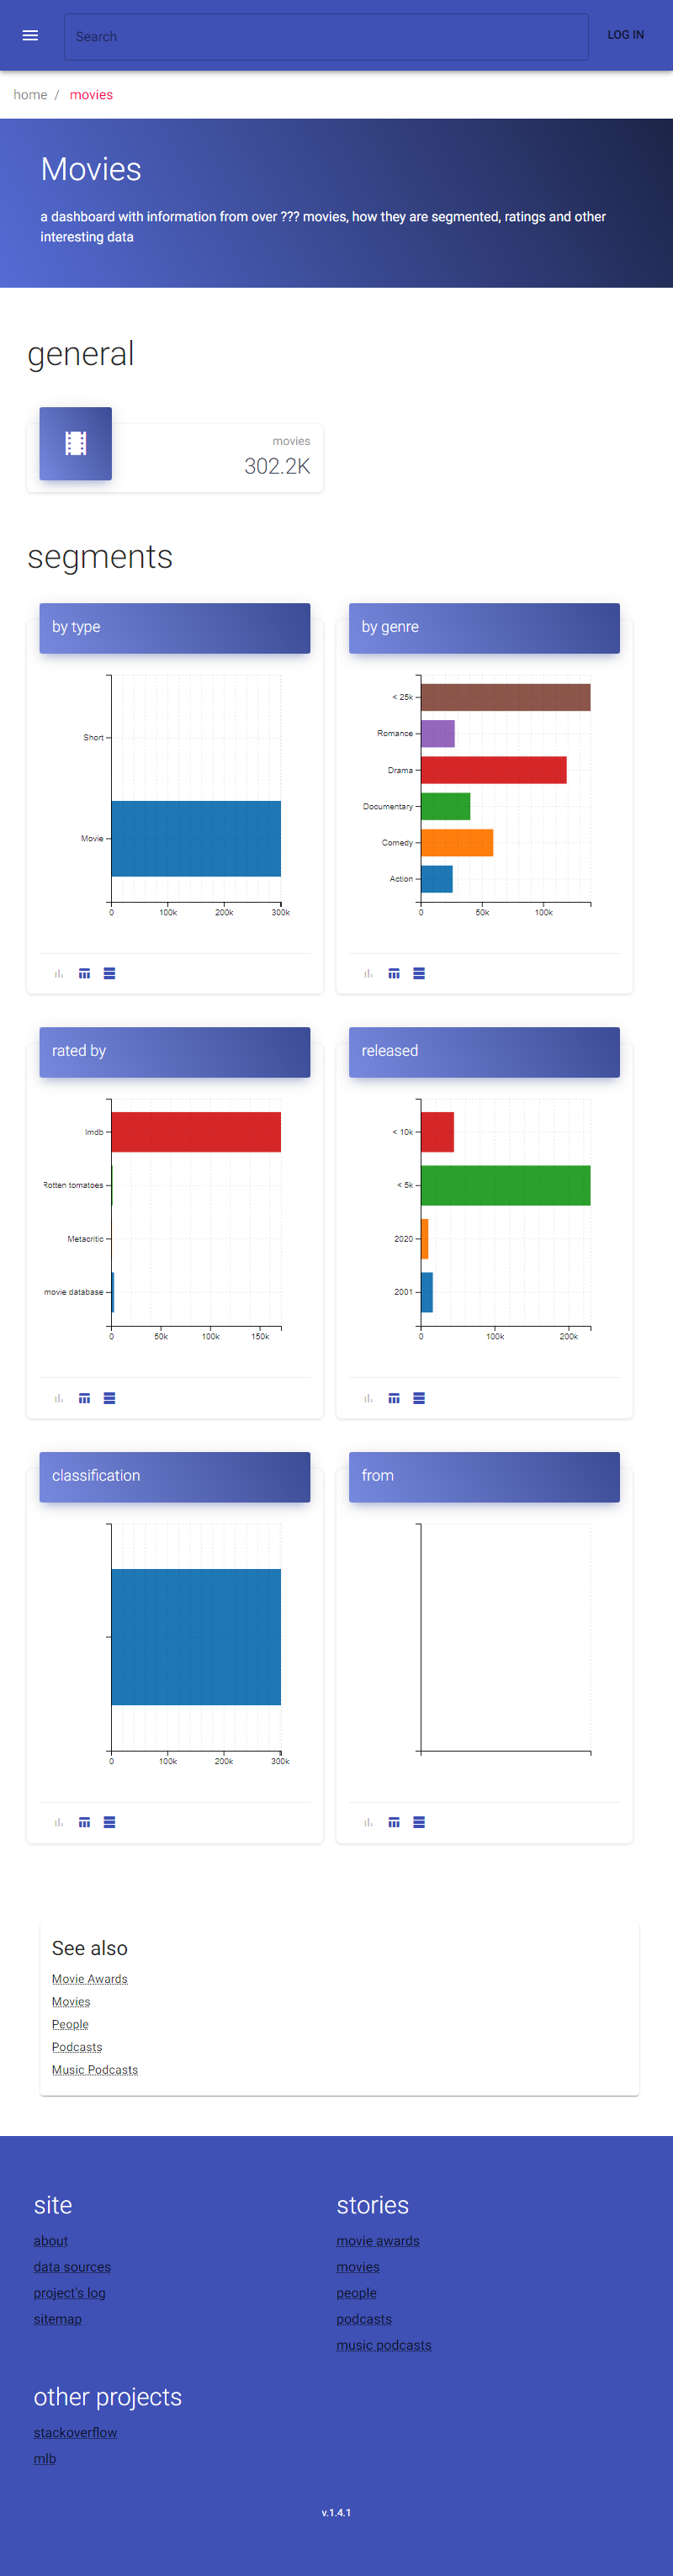 Search
LOG IN
home / movies
Movies
a dashboard with information from over ??? movies, how they are segmented, ratings and other
interesting data
general
movies
302.2K
segments
by type
Short
Movie
0 100k 200k 300k
by genre
< 25k
Romance
Drama
Documentary
Comedy
Action
0 50k 100k
rated by
Imdb
Rotten tomatoes
Metacritic
movie database
0 50k 100k 150k
released
< 10k
< 5k
2020
2001
0 100k 200k
classification
0 100k 200k 300k
from
See also
Movie Awards
Movies
People
Podcasts
Music Podcasts
site
about
data sources
project's log
sitemap
stories
movie awards
movies
people
podcasts
music podcasts
other projects
stackoverflow
mlb
v.1.4.1